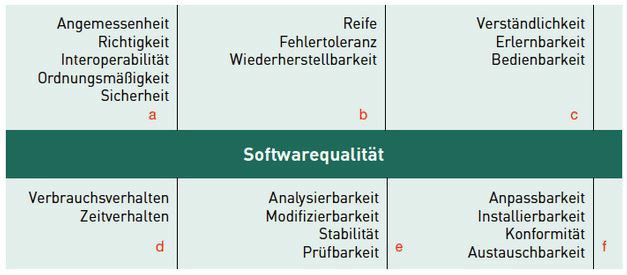 Angemessenheit
Richtigkeit
Interoperabilität
Ordnungsmäßigkeit
Sicherheit
a
Reife
Fehlertoleranz
Wiederherstellbarkeit
b
Verständlichkeit
Erlernbarkeit
Bedienbarkeit
c
Softwarequalität
Verbrauchsverhalten
Zeitverhalten
d
Analysierbarkeit
Modifizierbarkeit
Stabilität
Prüfbarkeit
e
Anpassbarkeit
Installierbarkeit
Konformität
Austauschbarkeit
f